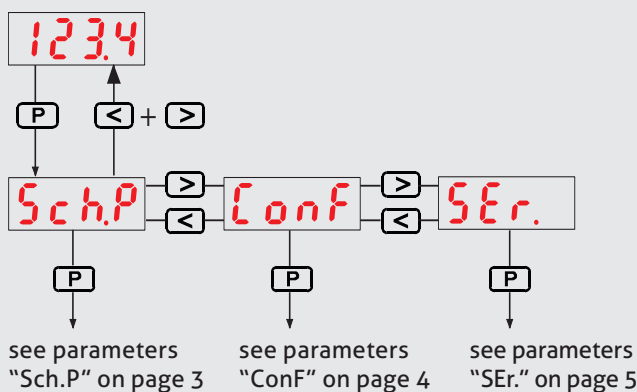 123.4
P < + >
Sch.P > < ConF > < SEr.
P P P
see parameters see parameters see parameters
"Sch.P" on page 3 "ConF" on page 4 "SEr." on page 5